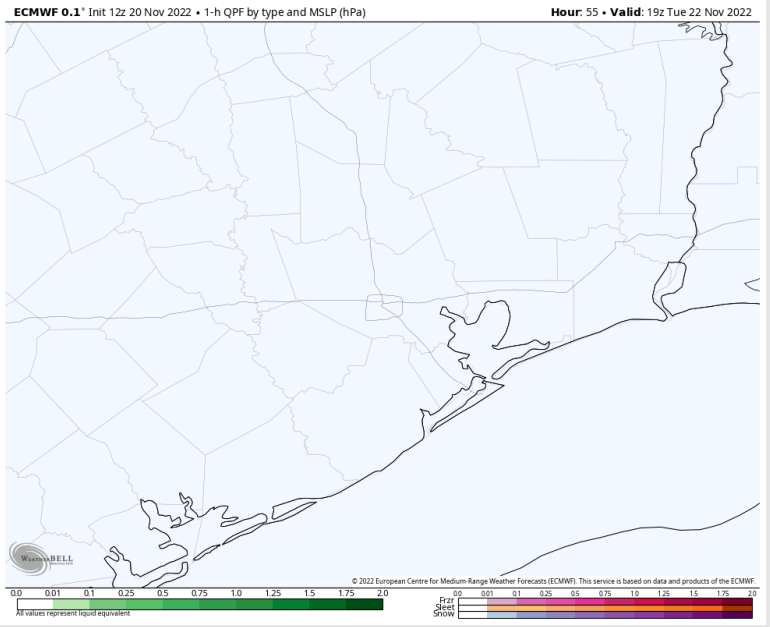 ECMWF 0.1° Init 12z 20 Nov 2022 • 1-h QPF by type and MSLP (hPa)
Hour: 55 • Valid: 19z Tue 22 Nov 2022
WeatherBELL
© 2022 European Centre for Medium-Range Weather Forecasts (ECMWF). This service is based on data and products of the ECMWF.
0.0 0.01 0.1 0.25 0.5 0.75 1.0 1.25 1.5 1.75 2.0
All values represent liquid equivalent
0.0 0.01 0.1 0.25 0.5 0.75 1.0 1.25 1.5 1.75 2.0
Frzr
Sleet
Snow